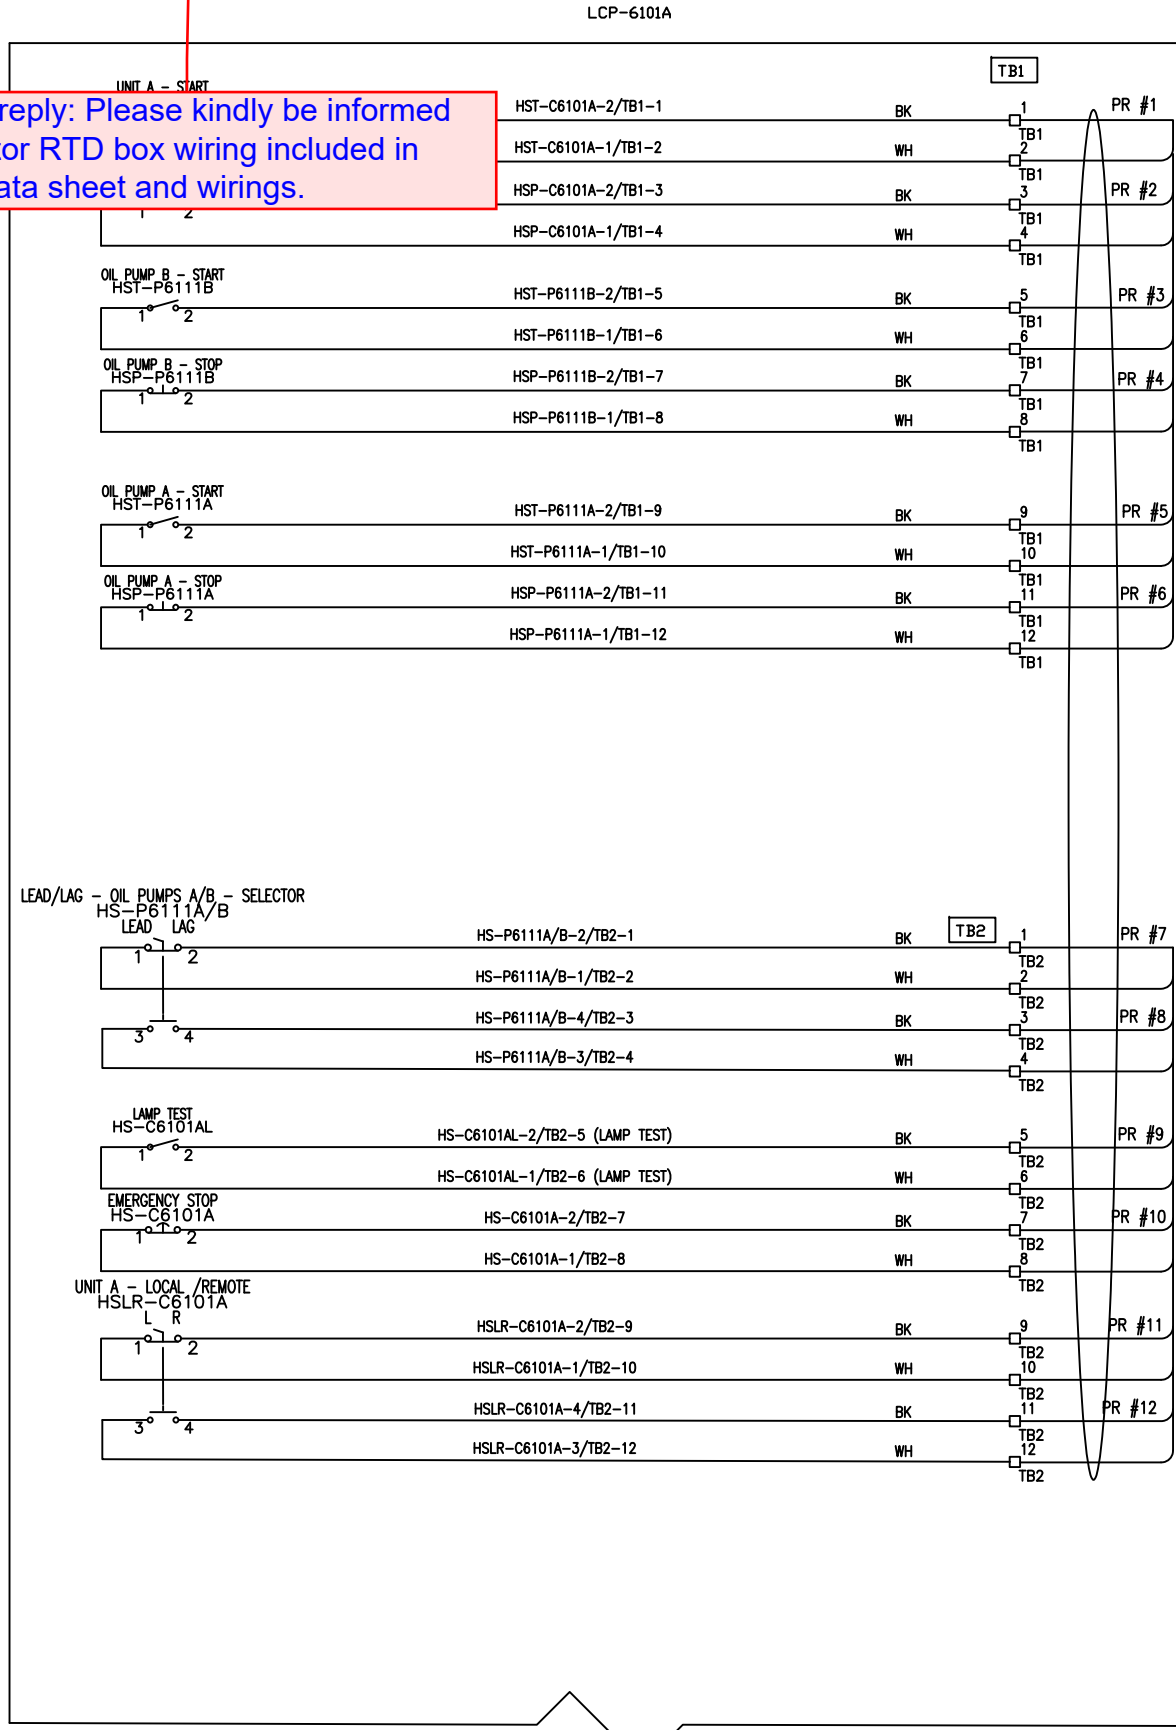 LCP-6101A
TB1
UNIT A - START
reply: Please kindly be informed
tor RTD box wiring included in
ata sheet and wirings.
HST-C6101A-2/TB1-1 BK 1 PR #1
TB1
HST-C6101A-1/TB1-2 WH 2
TB1
HSP-C6101A-2/TB1-3 BK 3 PR #2
1 2
TB1
HSP-C6101A-1/TB1-4 WH 4
TB1
OIL PUMP B - START
HST-P6111B
HST-P6111B-2/TB1-5 BK 5 PR #3
1 2
TB1
HST-P6111B-1/TB1-6 WH 6
TB1
OIL PUMP B - STOP
HSP-P6111B
HSP-P6111B-2/TB1-7 BK 7 PR #4
1 2
TB1
HSP-P6111B-1/TB1-8 WH 8
TB1
OIL PUMP A - START
HST-P6111A
HST-P6111A-2/TB1-9 BK 9 PR #5
1 2
TB1
HST-P6111A-1/TB1-10 WH 10
TB1
OIL PUMP A - STOP
HSP-P6111A
HSP-P6111A-2/TB1-11 BK 11 PR #6
1 2
TB1
HSP-P6111A-1/TB1-12 WH 12
TB1
LEAD/LAG - OIL PUMPS A/B - SELECTOR
HS-P6111A/B
LEAD LAG
TB2
HS-P6111A/B-2/TB2-1 BK 1 PR #7
1 2
TB2
HS-P6111A/B-1/TB2-2 WH 2
TB2
HS-P6111A/B-4/TB2-3 BK 3 PR #8
3 4
TB2
HS-P6111A/B-3/TB2-4 WH 4
TB2
LAMP TEST
HS-C6101AL
HS-C6101AL-2/TB2-5 (LAMP TEST) BK 5 PR #9
1 2
TB2
HS-C6101AL-1/TB2-6 (LAMP TEST) WH 6
TB2
EMERGENCY STOP
HS-C6101A
HS-C6101A-2/TB2-7 BK 7 PR #10
1 2
TB2
HS-C6101A-1/TB2-8 WH 8
TB2
UNIT A - LOCAL /REMOTE
HSLR-C6101A
L R
HSLR-C6101A-2/TB2-9 BK 9 PR #11
1 2
TB2
HSLR-C6101A-1/TB2-10 WH 10
TB2
HSLR-C6101A-4/TB2-11 BK 11 PR #12
3 4
TB2
HSLR-C6101A-3/TB2-12 WH 12
TB2